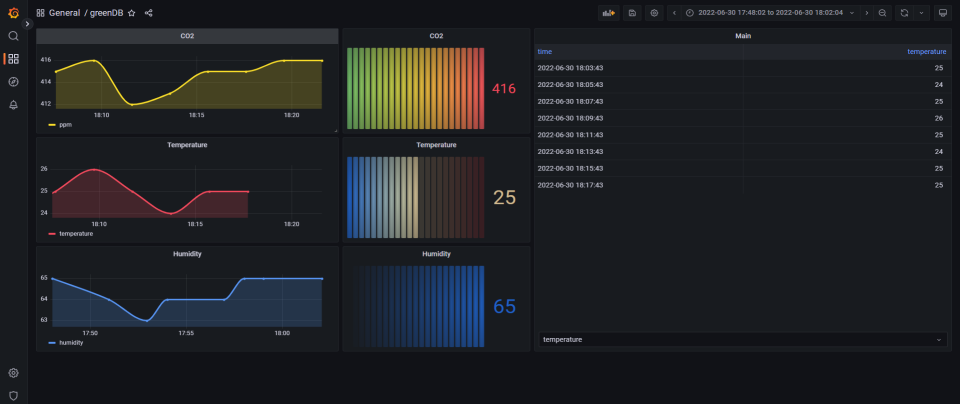 General / greenDB
2022-06-30 17:48:02 to 2022-06-30 18:02:04
CO2
416
414
412
18:10
18:15
18:20
ppm
CO2
416
Temperature
26
25
24
18:10
18:15
18:20
temperature
Temperature
25
Humidity
65
64
63
17:50
17:55
18:00
humidity
Humidity
65
Main
time temperature
2022-06-30 18:03:43 25
2022-06-30 18:05:43 24
2022-06-30 18:07:43 25
2022-06-30 18:09:43 26
2022-06-30 18:11:43 25
2022-06-30 18:13:43 24
2022-06-30 18:15:43 25
2022-06-30 18:17:43 25
temperature